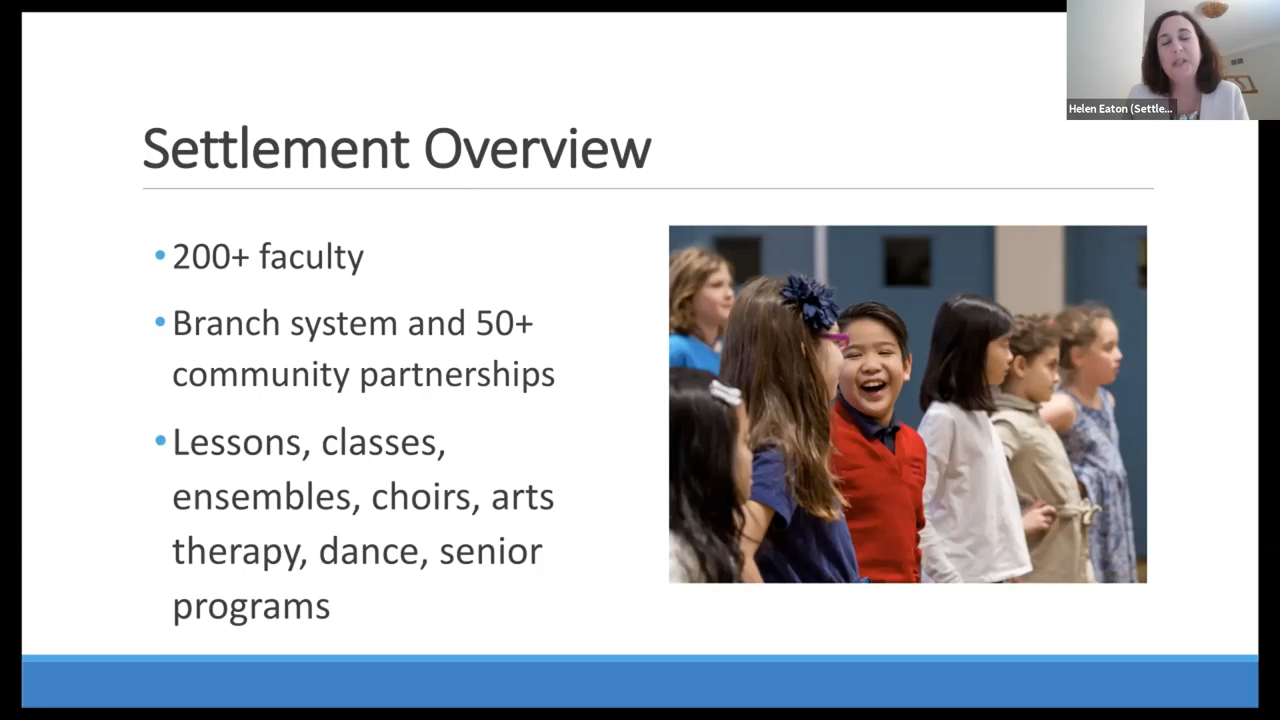 Helen Eaton (Settle...
Settlement Overview
• 200+ faculty
• Branch system and 50+
community partnerships
• Lessons, classes,
ensembles, choirs, arts
therapy, dance, senior
programs